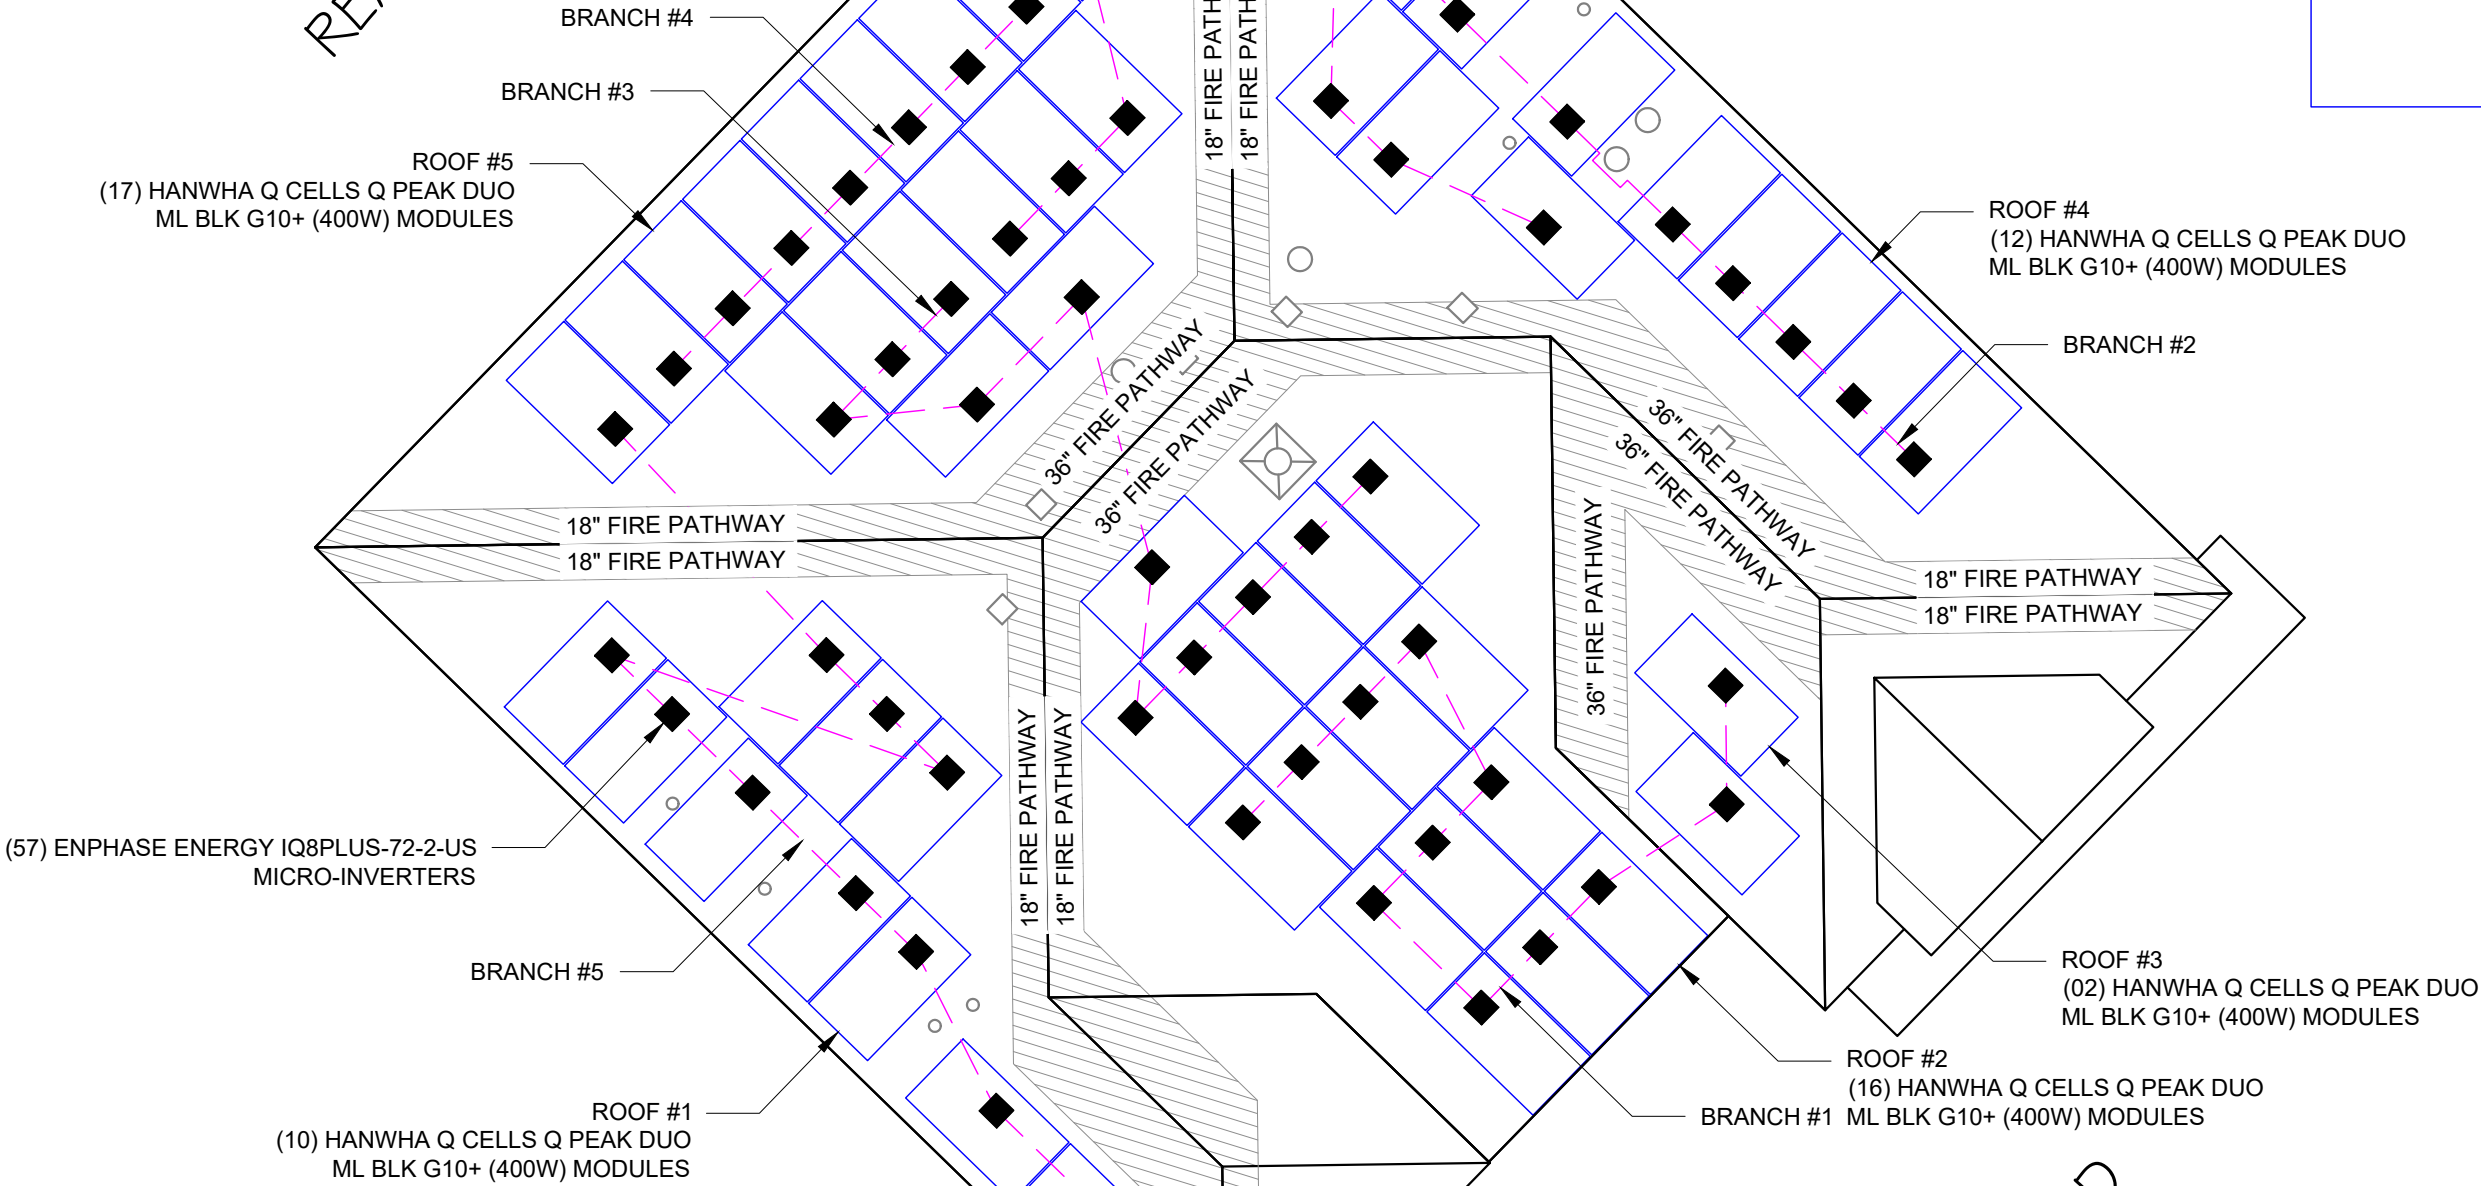 BRANCH #4
BRANCH #3
ROOF #5
(17) HANWHA Q CELLS Q PEAK DUO
ML BLK G10+ (400W) MODULES
18" FIRE PATH
18" FIRE PATH
ROOF #4
(12) HANWHA Q CELLS Q PEAK DUO
ML BLK G10+ (400W) MODULES
BRANCH #2
36" FIRE PATHWAY
36" FIRE PATHWAY
36" FIRE PATHWAY
36" FIRE PATHWAY
18" FIRE PATHWAY
18" FIRE PATHWAY
36" FIRE PATHWAY
18" FIRE PATHWAY
18" FIRE PATHWAY
18" FIRE PATHWAY
18" FIRE PATHWAY
(57) ENPHASE ENERGY IQ8PLUS-72-2-US
MICRO-INVERTERS
BRANCH #5
ROOF #1
(10) HANWHA Q CELLS Q PEAK DUO
ML BLK G10+ (400W) MODULES
ROOF #3
(02) HANWHA Q CELLS Q PEAK DUO
ML BLK G10+ (400W) MODULES
ROOF #2
(16) HANWHA Q CELLS Q PEAK DUO
ML BLK G10+ (400W) MODULES
BRANCH #1